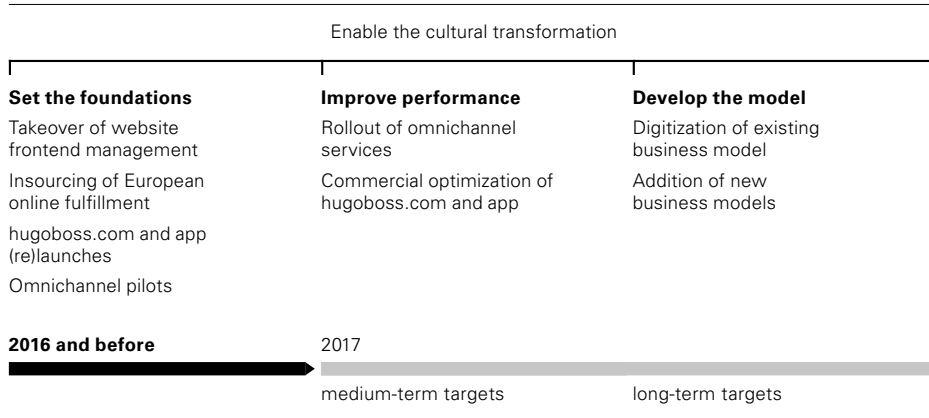 Enable the cultural transformation
Set the foundations
Takeover of website
frontend management
Insourcing of European
online fulfillment
hugoboss.com and app
(re)launches
Omnichannel pilots
Improve performance
Rollout of omnichannel
services
Commercial optimization of
hugoboss.com and app
Develop the model
Digitization of existing
business model
Addition of new
business models
2016 and before
2017
medium-term targets
long-term targets